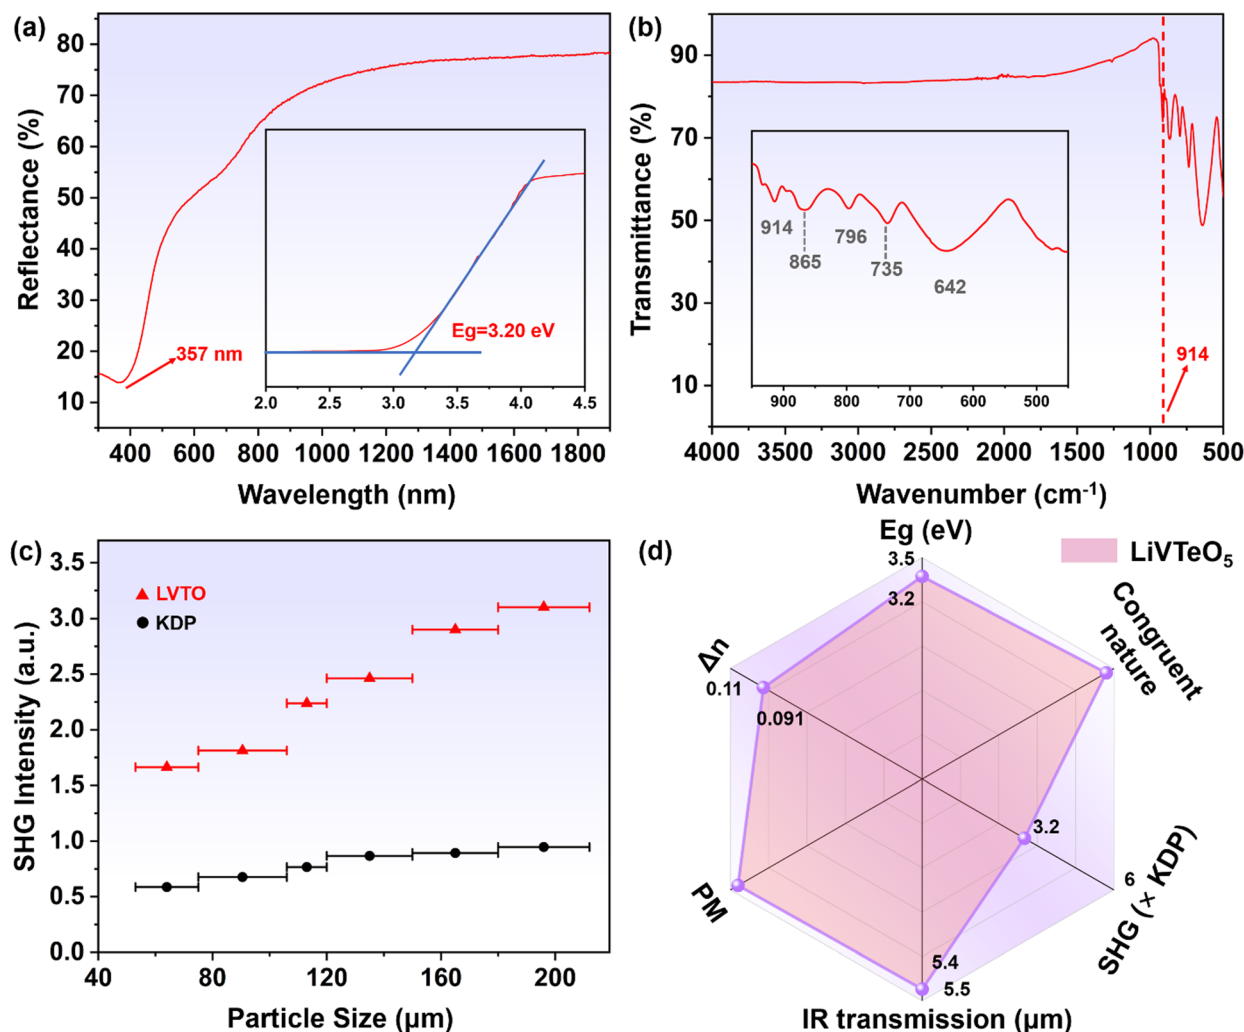 (a)
80
70
60
50
40
30
20
10
Reflectance (%)
357 nm
Eg=3.20 eV
2.0 2.5 3.0 3.5 4.0 4.5
400 600 800 1000 1200 1400 1600 1800
Wavelength (nm)
(b)
90
70
50
30
10
Transmittance (%)
914
865
796
735
642
900 800 700 600 500
914
4000 3500 3000 2500 2000 1500 1000 500
Wavenumber (cm⁻¹)
(c)
3.5
3.0
2.5
2.0
1.5
1.0
0.5
0.0
SHG Intensity (a.u.)
LVTO
KDP
40 80 120 160 200
Particle Size (μm)
(d)
Eg (eV)
3.5
3.2
LiVTeO₅
Congruent
nature
Δn
0.11
0.091
3.2
6
SHG (× KDP)
PM
5.4
5.5
IR transmission (μm)